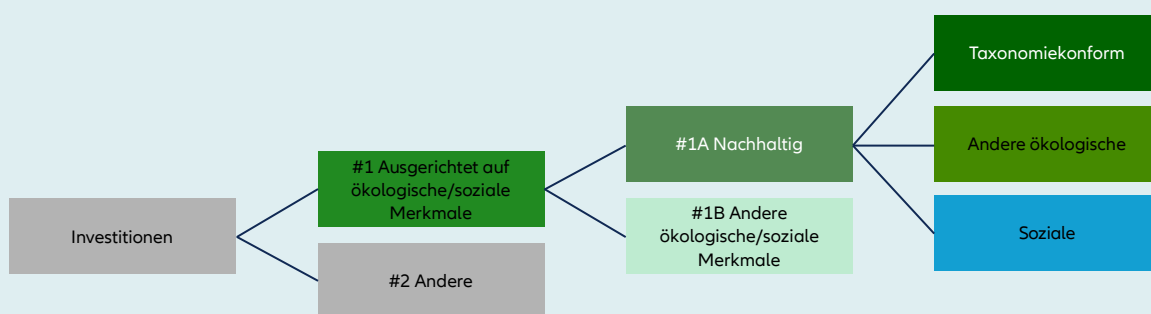 Investitionen
#1 Ausgerichtet auf
ökologische/soziale
Merkmale
#2 Andere
#1A Nachhaltig
#1B Andere
ökologische/soziale
Merkmale
Taxonomiekonform
Andere ökologische
Soziale